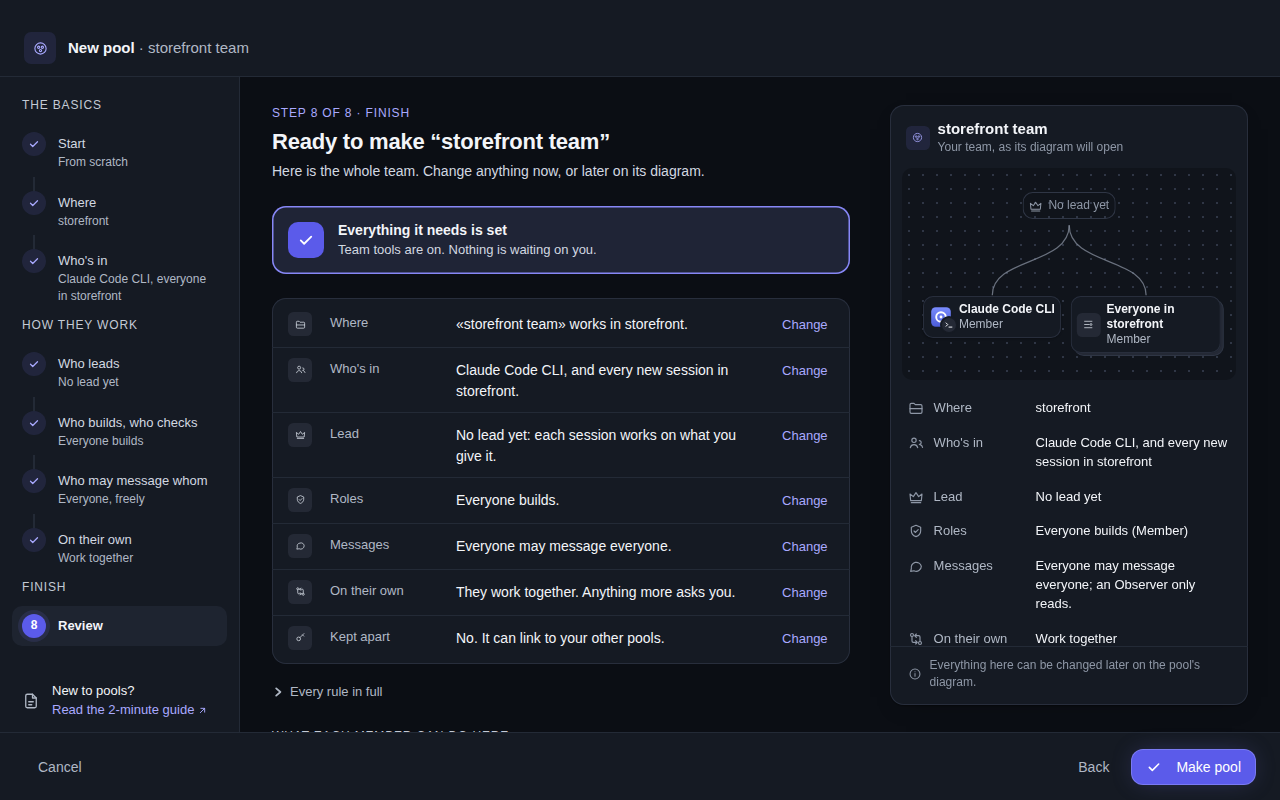 New pool · storefront team
THE BASICS
Start
From scratch
Where
storefront
Who's in
Claude Code CLI, everyone
in storefront
HOW THEY WORK
Who leads
No lead yet
Who builds, who checks
Everyone builds
Who may message whom
Everyone, freely
On their own
Work together
FINISH
8 Review
New to pools?
Read the 2-minute guide
STEP 8 OF 8 · FINISH
Ready to make “storefront team”
Here is the whole team. Change anything now, or later on its diagram.
Everything it needs is set
Team tools are on. Nothing is waiting on you.
Where «storefront team» works in storefront. Change
Who's in Claude Code CLI, and every new session in Change
storefront.
Lead No lead yet: each session works on what you Change
give it.
Roles Everyone builds. Change
Messages Everyone may message everyone. Change
On their own They work together. Anything more asks you. Change
Kept apart No. It can link to your other pools. Change
Every rule in full
WHAT EACH MEMBER CAN DO HERE
storefront team
Your team, as its diagram will open
No lead yet
Claude Code CLI
Member
Everyone in
storefront
Member
Where storefront
Who's in Claude Code CLI, and every new
session in storefront
Lead No lead yet
Roles Everyone builds (Member)
Messages Everyone may message
everyone; an Observer only
reads.
On their own Work together
Everything here can be changed later on the pool's
diagram.
Cancel
Back
Make pool